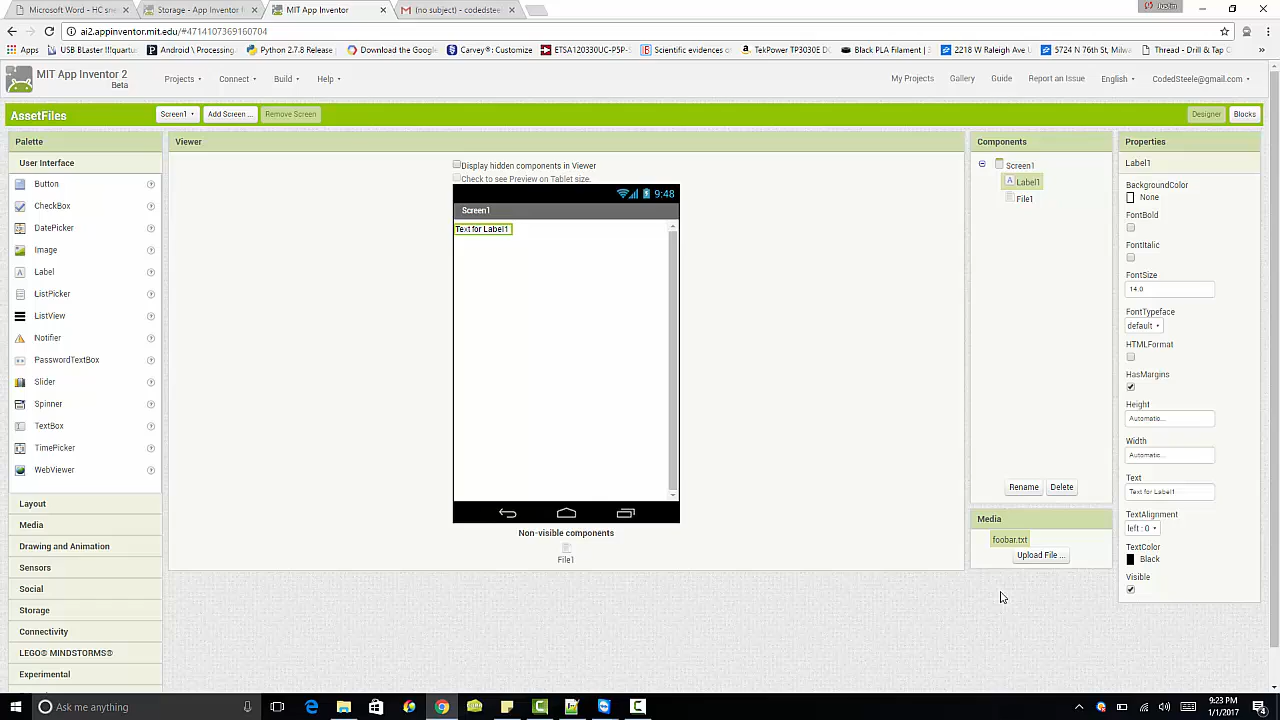 Microsoft Word - HC sne
Storage - App Inventor f
MIT App Inventor
(no subject) - codedstee
ai2.appinventor.mit.edu/#4714107369160704
Apps
USB BLaster !!!Quartus
Android \ Processing
Python 2.7.8 Release
Download the Google
Carvey®: Customize
ETSA120330UC-P5P-S
Scientific evidence
TekPower TP3030E DC
Black PLA Filament |
2218 W Raleigh Ave U
5724 N 76th St, Milwa
Thread - Drill & Tap C
»
MIT App Inventor 2
Beta
Projects
Connect
Build
Help
My Projects
Gallery
Guide
Report an Issue
English
CodedSteele@gmail.com
AssetFiles
Screen1
Add Screen ...
Remove Screen
Designer
Blocks
Palette
Viewer
Components
Properties
User Interface
Button
CheckBox
DatePicker
Image
Label
ListPicker
ListView
Notifier
PasswordTextBox
Slider
Spinner
TextBox
TimePicker
WebViewer
Layout
Media
Drawing and Animation
Sensors
Social
Storage
Connectivity
LEGO® MINDSTORMS®
Experimental
Display hidden components in Viewer
Check to see Preview on Tablet size.
9:48
Screen1
Text for Label1
Non-visible components
File1
Screen1
Label1
File1
Rename
Delete
Media
foobar.txt
Upload File ...
Label1
BackgroundColor
None
FontBold
FontItalic
FontSize
14.0
FontTypeface
default
HTMLFormat
HasMargins
Height
Automatic...
Width
Automatic...
Text
Text for Label1
TextAlignment
left : 0
TextColor
Black
Visible
Ask me anything
9:23 PM
1/1/2017